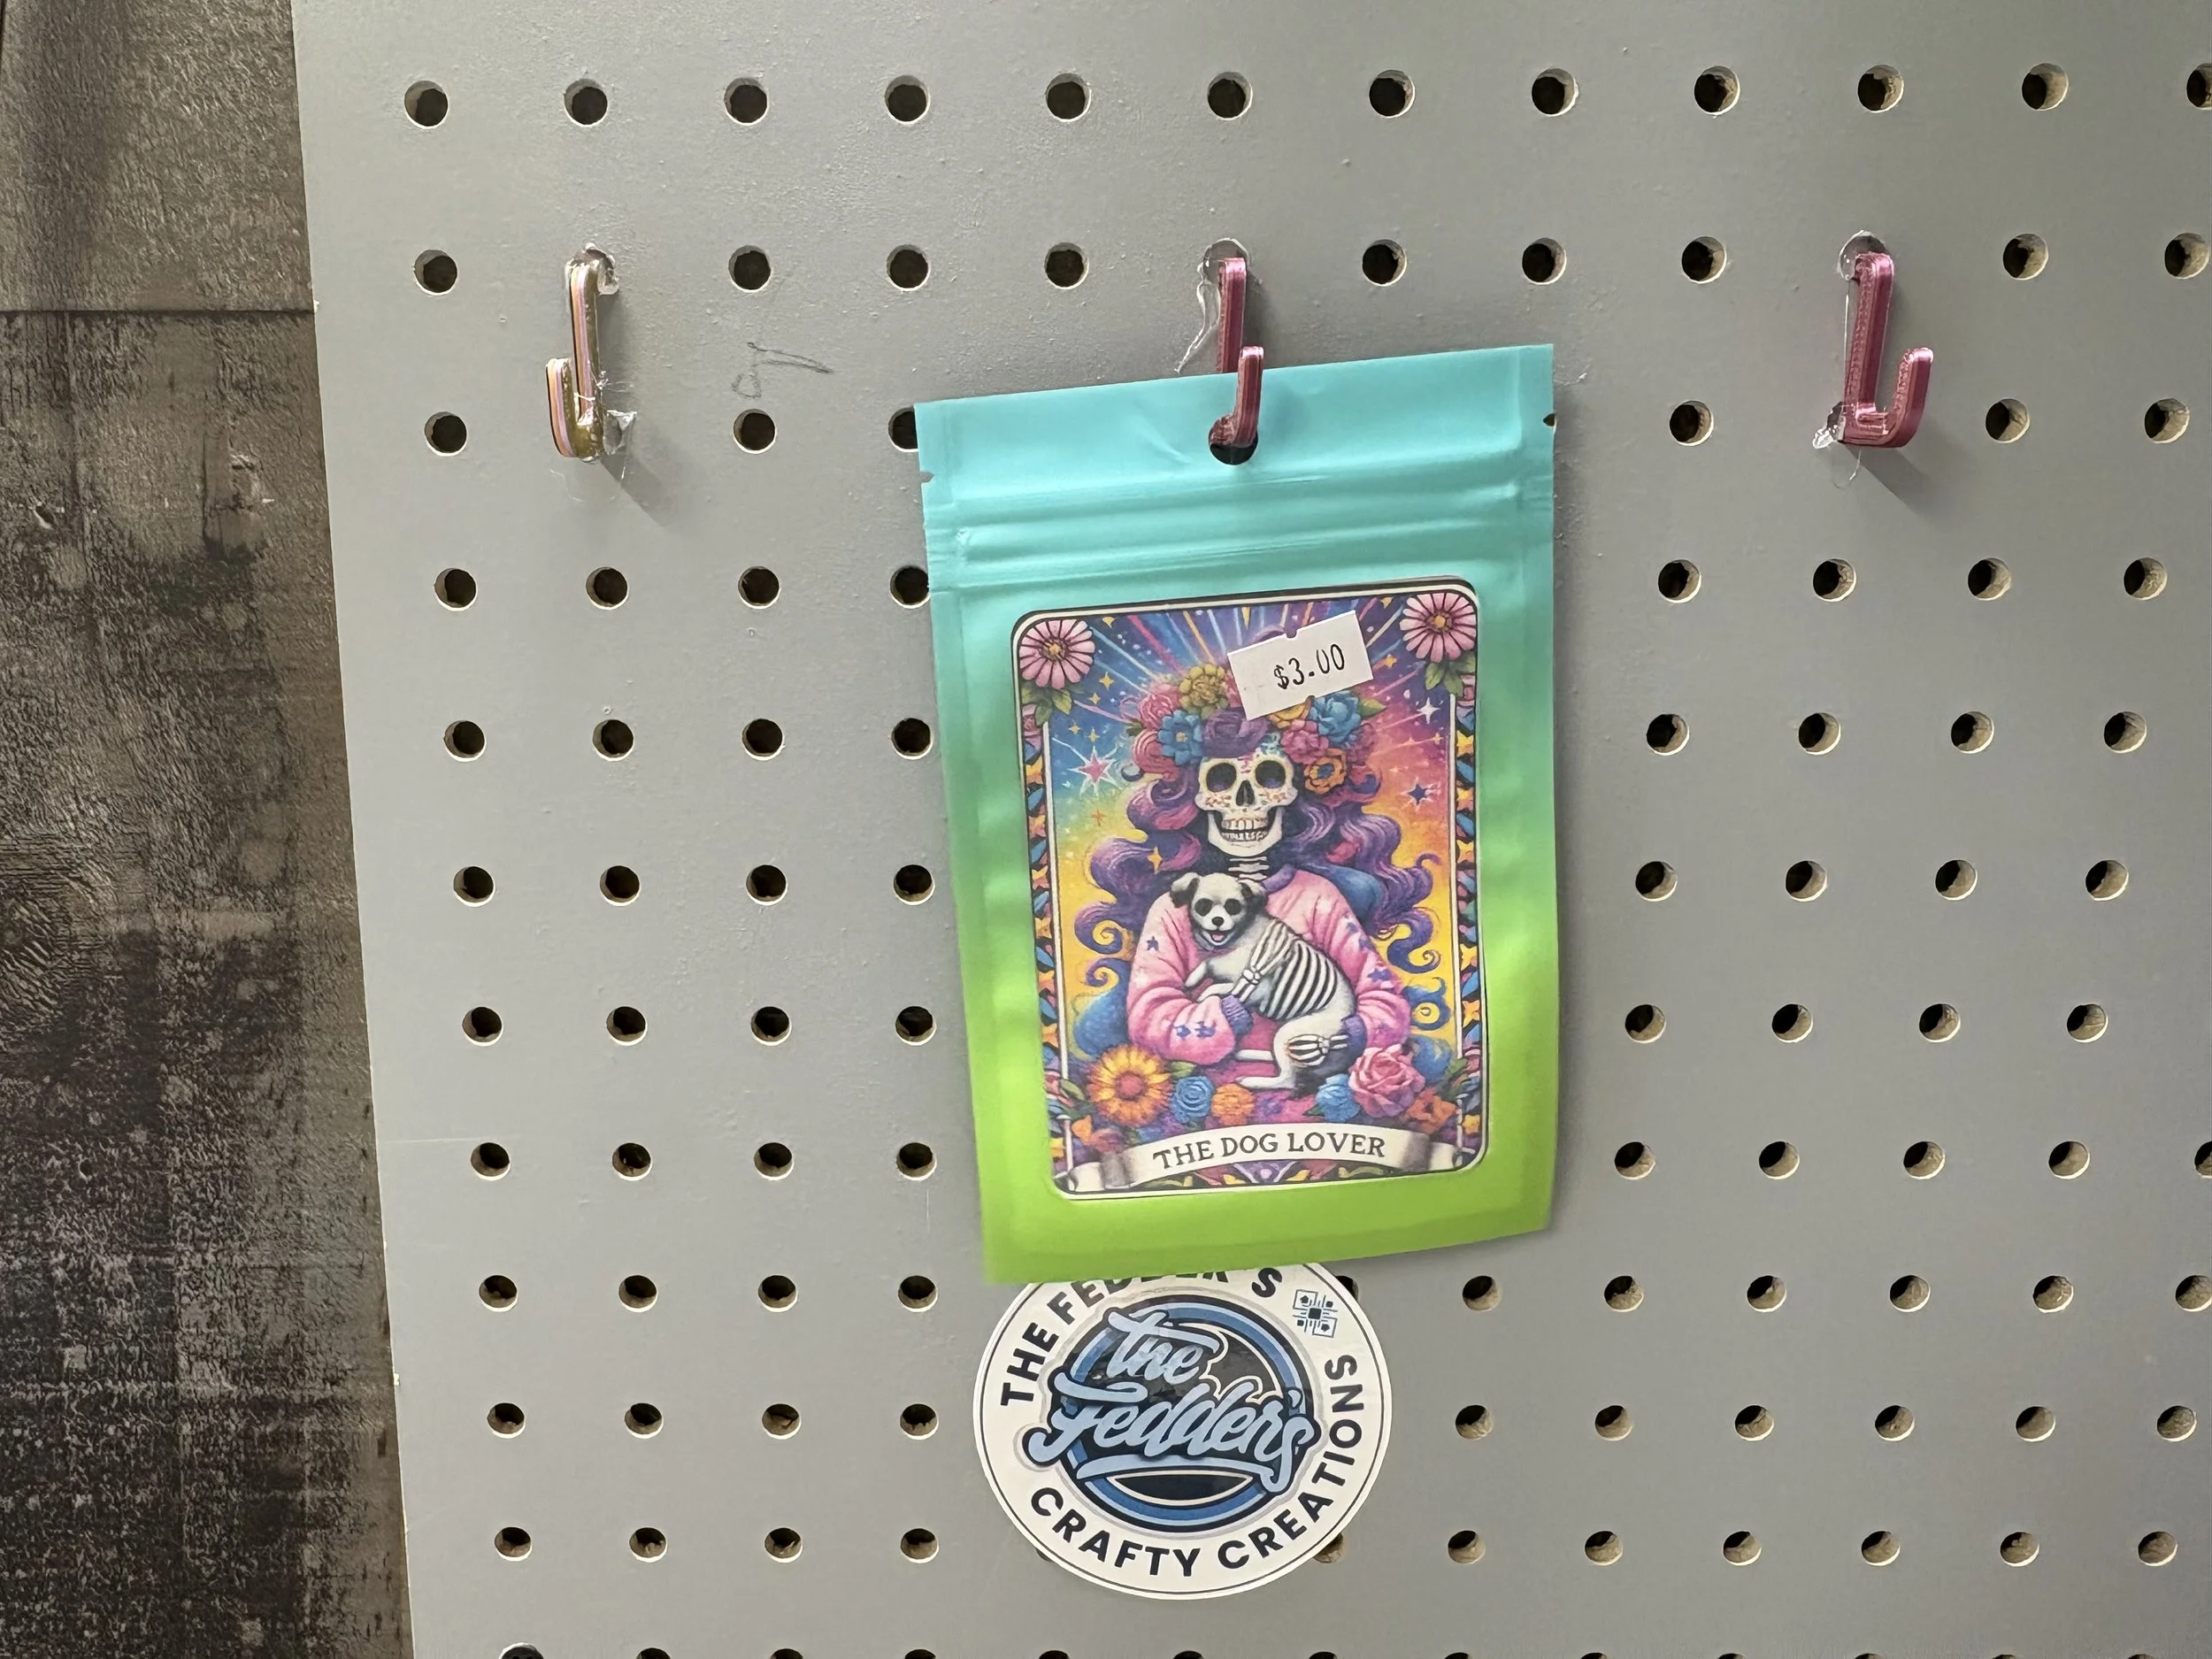 $3.00
THE DOG LOVER
THE FEDDER'S
the
Fedder's
CRAFTY CREATIONS